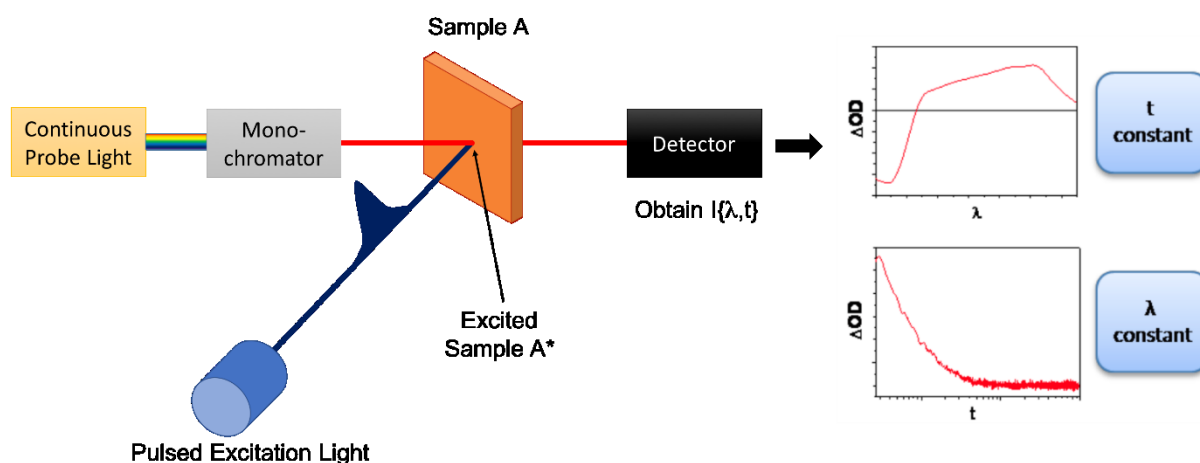 Sample A
Continuous
Probe Light
Mono-
chromator
Detector
Obtain I{λ,t}
Excited
Sample A*
Pulsed Excitation Light
ΔOD
λ
t
constant
ΔOD
t
λ
constant